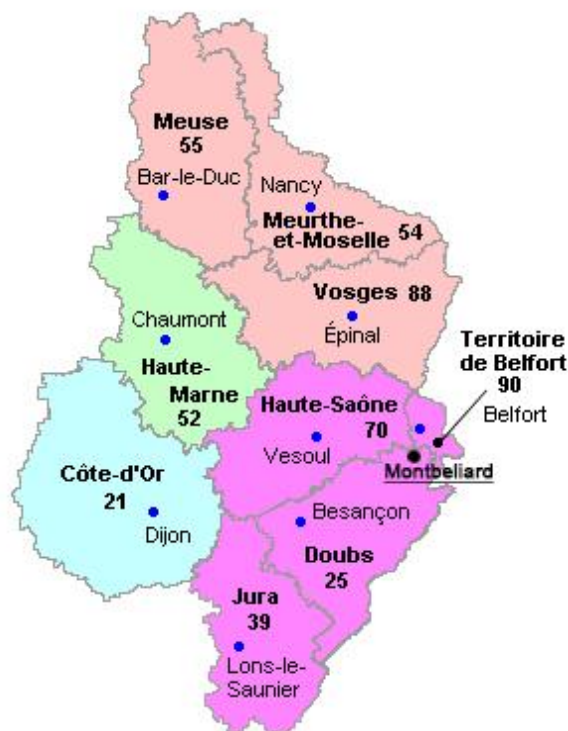 Meuse
55
Bar-le-Duc
Nancy
Meurthe-
et-Moselle 54
Vosges 88
Épinal
Chaumont
Haute-
Marne
52
Territoire
de Belfort
90
Belfort
Haute-Saône
70
Vesoul
Montbeliard
Côte-d'Or
21
Dijon
Besançon
Doubs
25
Jura
39
Lons-le-
Saunier